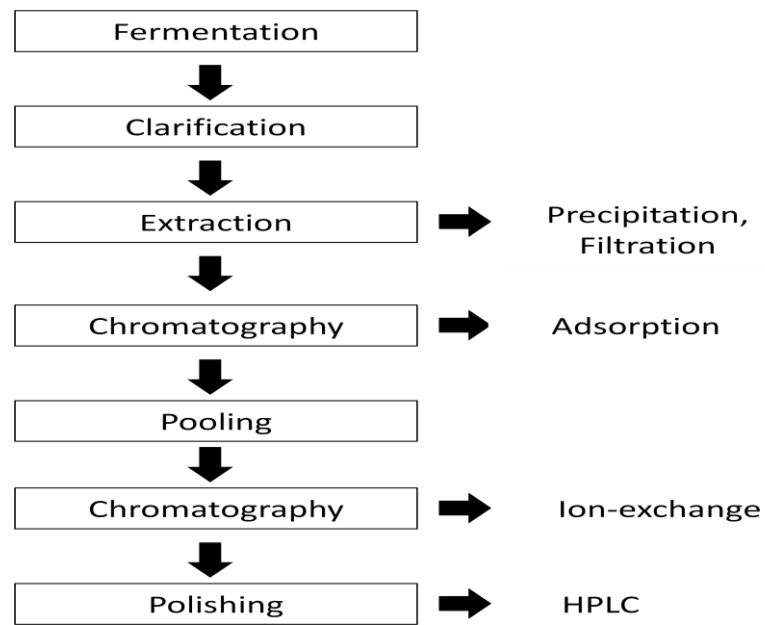 Fermentation
Clarification
Extraction
Precipitation,
Filtration
Chromatography
Adsorption
Pooling
Chromatography
Ion-exchange
Polishing
HPLC